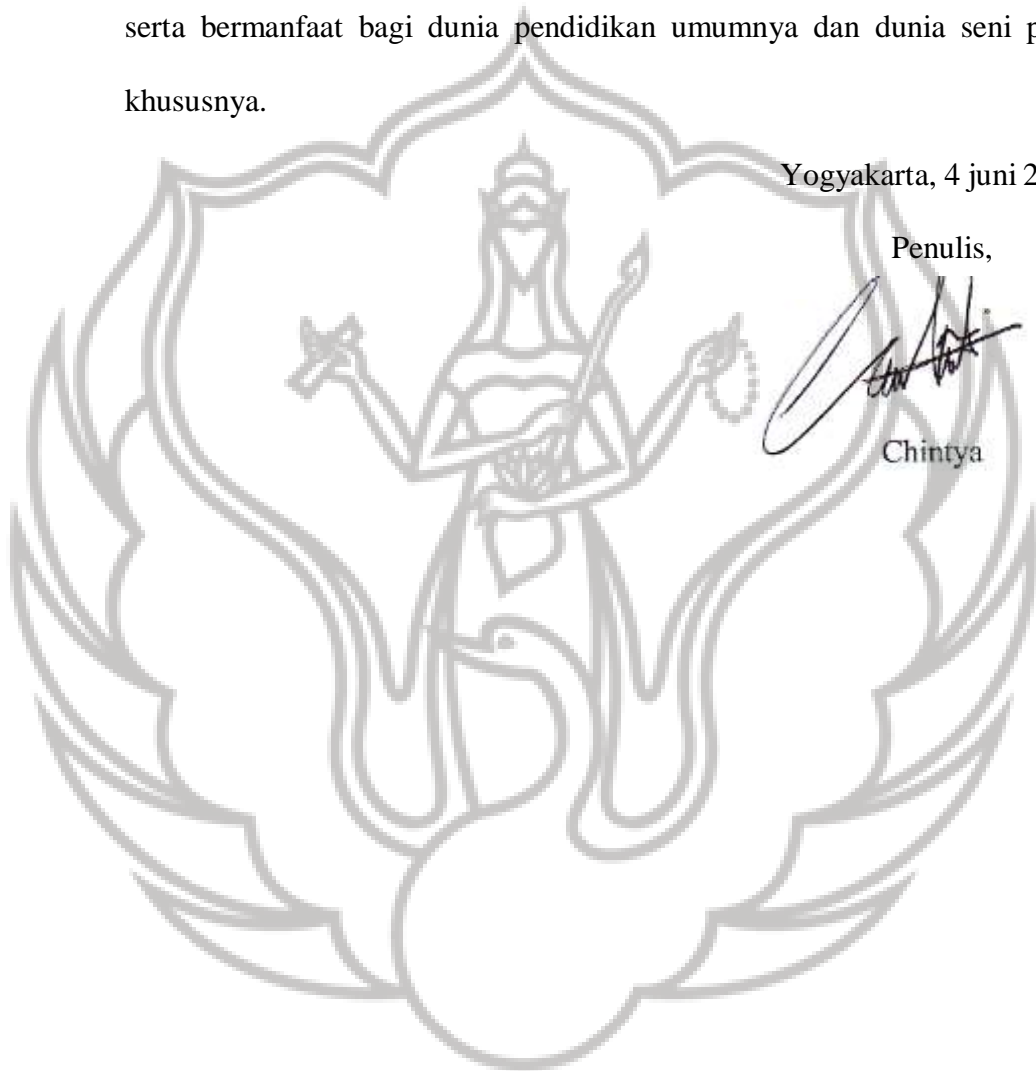 serta bermanfaat bagi dunia pendidikan umumnya dan dunia seni p
khususnya.
Yogyakarta, 4 juni 2
Penulis,
Chintya